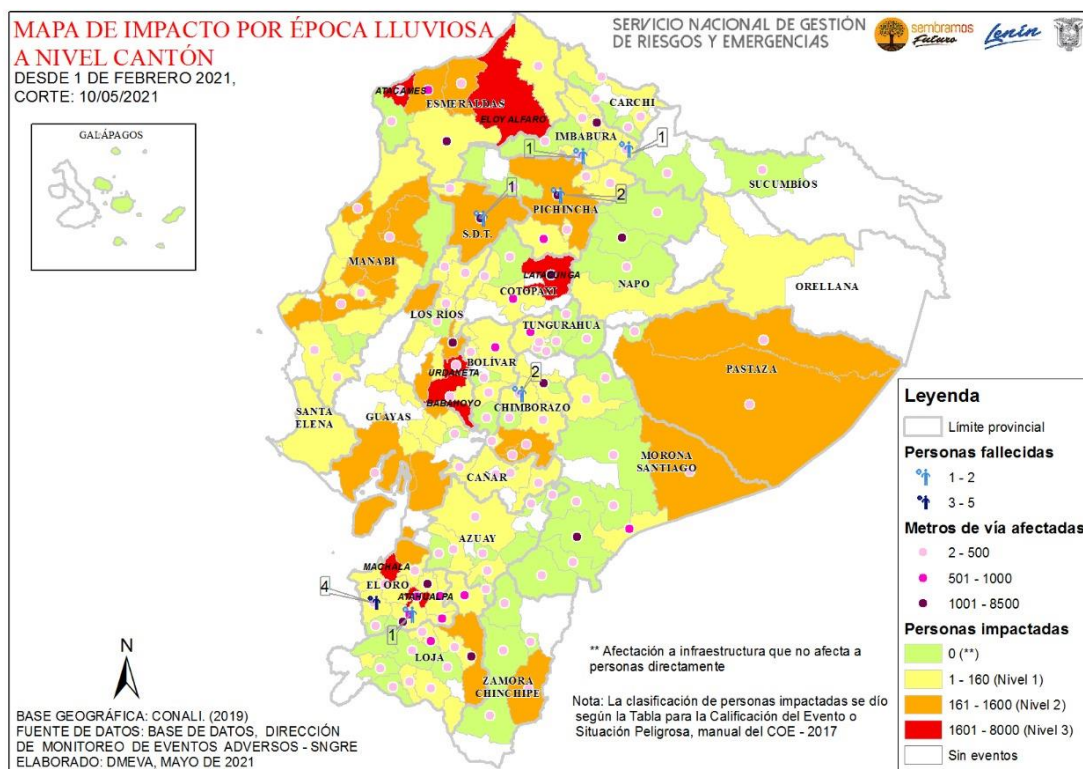 MAPA DE IMPACTO POR ÉPOCA LLUVIOSA
A NIVEL CANTÓN
DESDE 1 DE FEBRERO 2021,
CORTE: 10/05/2021
SERVICIO NACIONAL DE GESTIÓN
DE RIESGOS Y EMERGENCIAS
sembramos
Futuro
Lenín
GALÁPAGOS
ATACAMES
ESMERALDAS
ELOY ALFARO
CARCHI
IMBABURA
1
1
SUCUMBÍOS
1
2
PICHINCHA
S.D.T.
MANABÍ
LATACUNGA
COTOPAXI
NAPO
ORELLANA
LOS RÍOS
TUNGURAHUA
BOLÍVAR
PASTAZA
URDANETA
2
BABAHOYO
CHIMBORAZO
SANTA
ELENA
GUAYAS
MORONA
SANTIAGO
CAÑAR
AZUAY
MACHALA
EL ORO
ATAHUALPA
4
1
LOJA
ZAMORA
CHINCHIPE
N
** Afectación a infraestructura que no afecta a
personas directamente
Nota: La clasificación de personas impactadas se dío
según la Tabla para la Calificación del Evento o
Situación Peligrosa, manual del COE - 2017
BASE GEOGRÁFICA: CONALI. (2019)
FUENTE DE DATOS: BASE DE DATOS, DIRECCIÓN
DE MONITOREO DE EVENTOS ADVERSOS - SNGRE
ELABORADO: DMEVA, MAYO DE 2021
Leyenda
Límite provincial
Personas fallecidas
1 - 2
3 - 5
Metros de vía afectadas
2 - 500
501 - 1000
1001 - 8500
Personas impactadas
0 (**)
1 - 160 (Nivel 1)
161 - 1600 (Nivel 2)
1601 - 8000 (Nivel 3)
Sin eventos